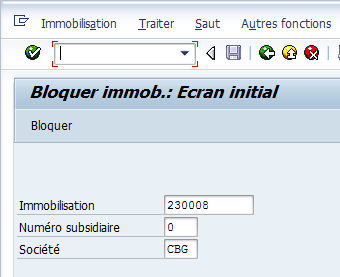 Immobilisation Traiter Saut Autres fonctions
Bloquer immob.: Ecran initial
Bloquer
Immobilisation 230008
Numéro subsidiaire 0
Société CBG